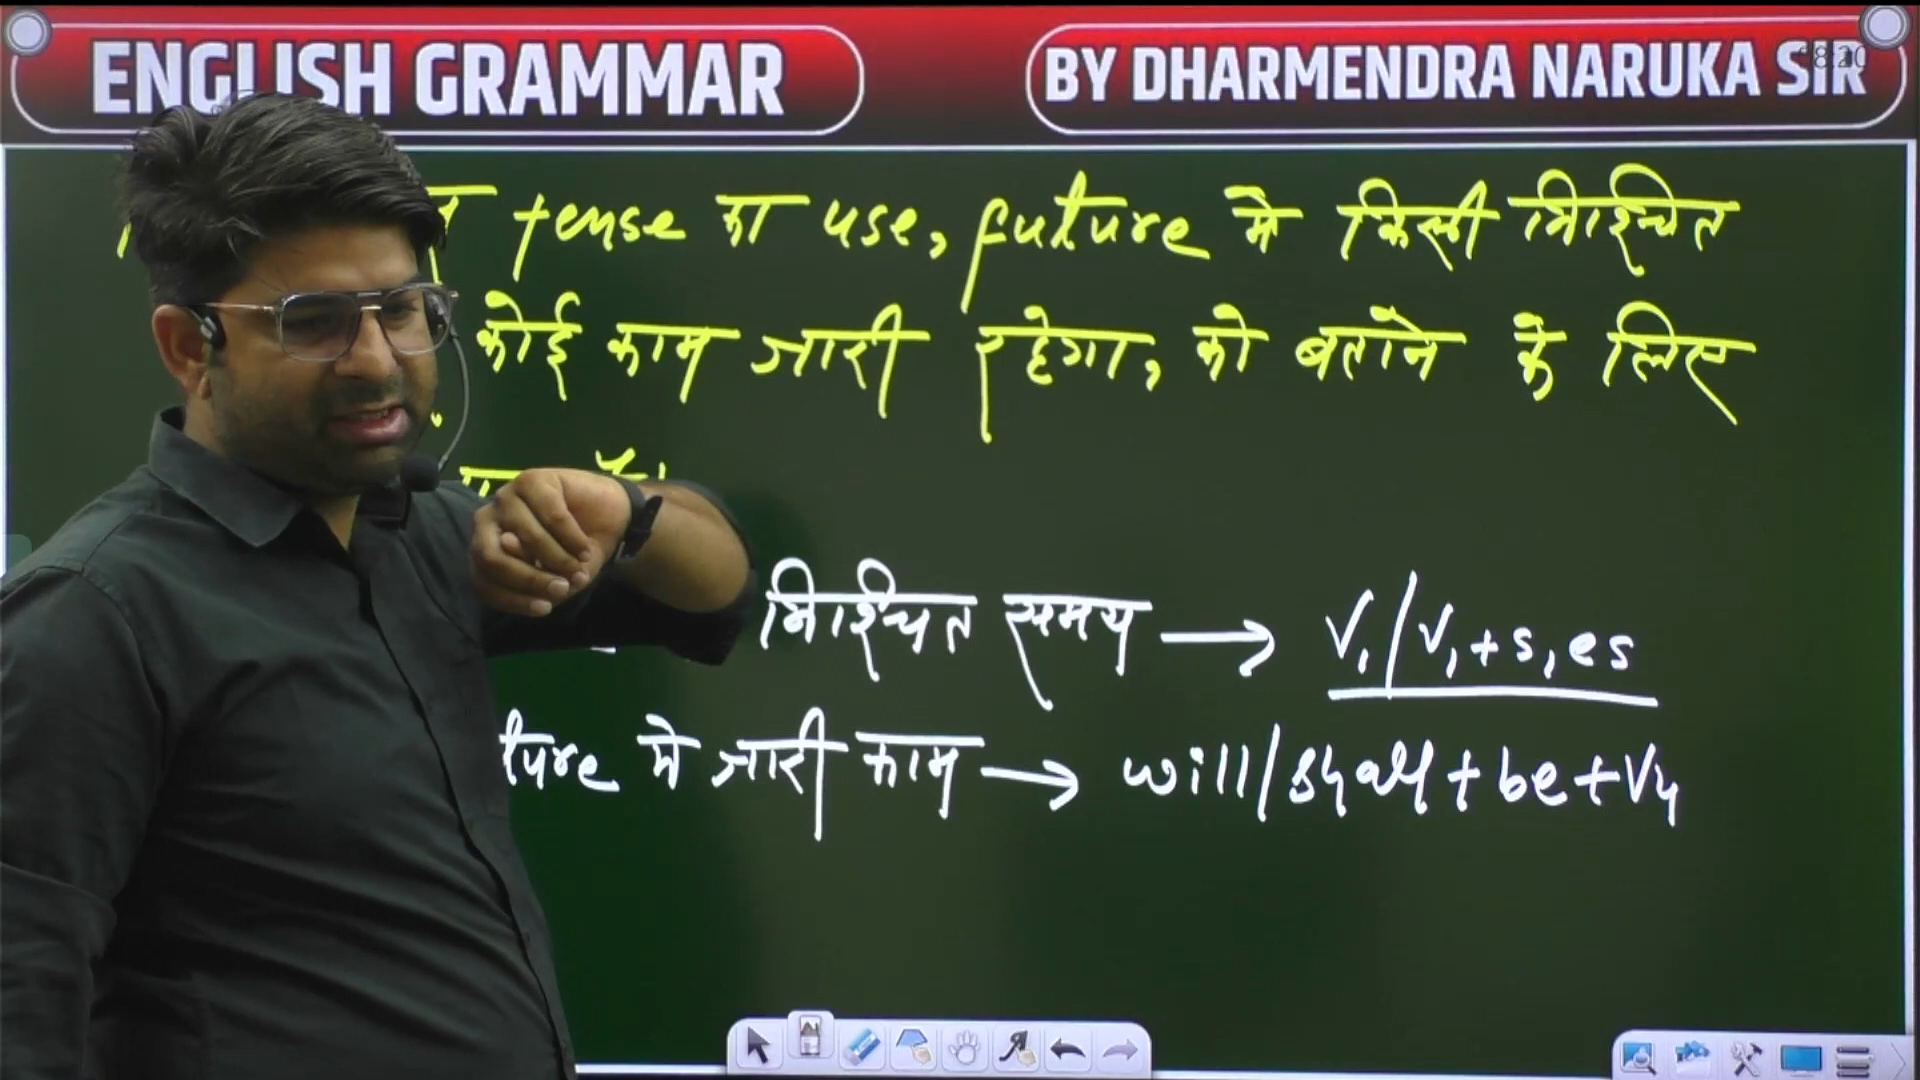 ENGLISH GRAMMAR
BY DHARMENDRA NARUKA SIR
tense का use, future में किसी निश्चित
कोई काम जारी रहेगा, को बताने के लिए
निश्चित समय → V₁/V₁+s,es
ture में जारी काम → will/shall+be+V₄